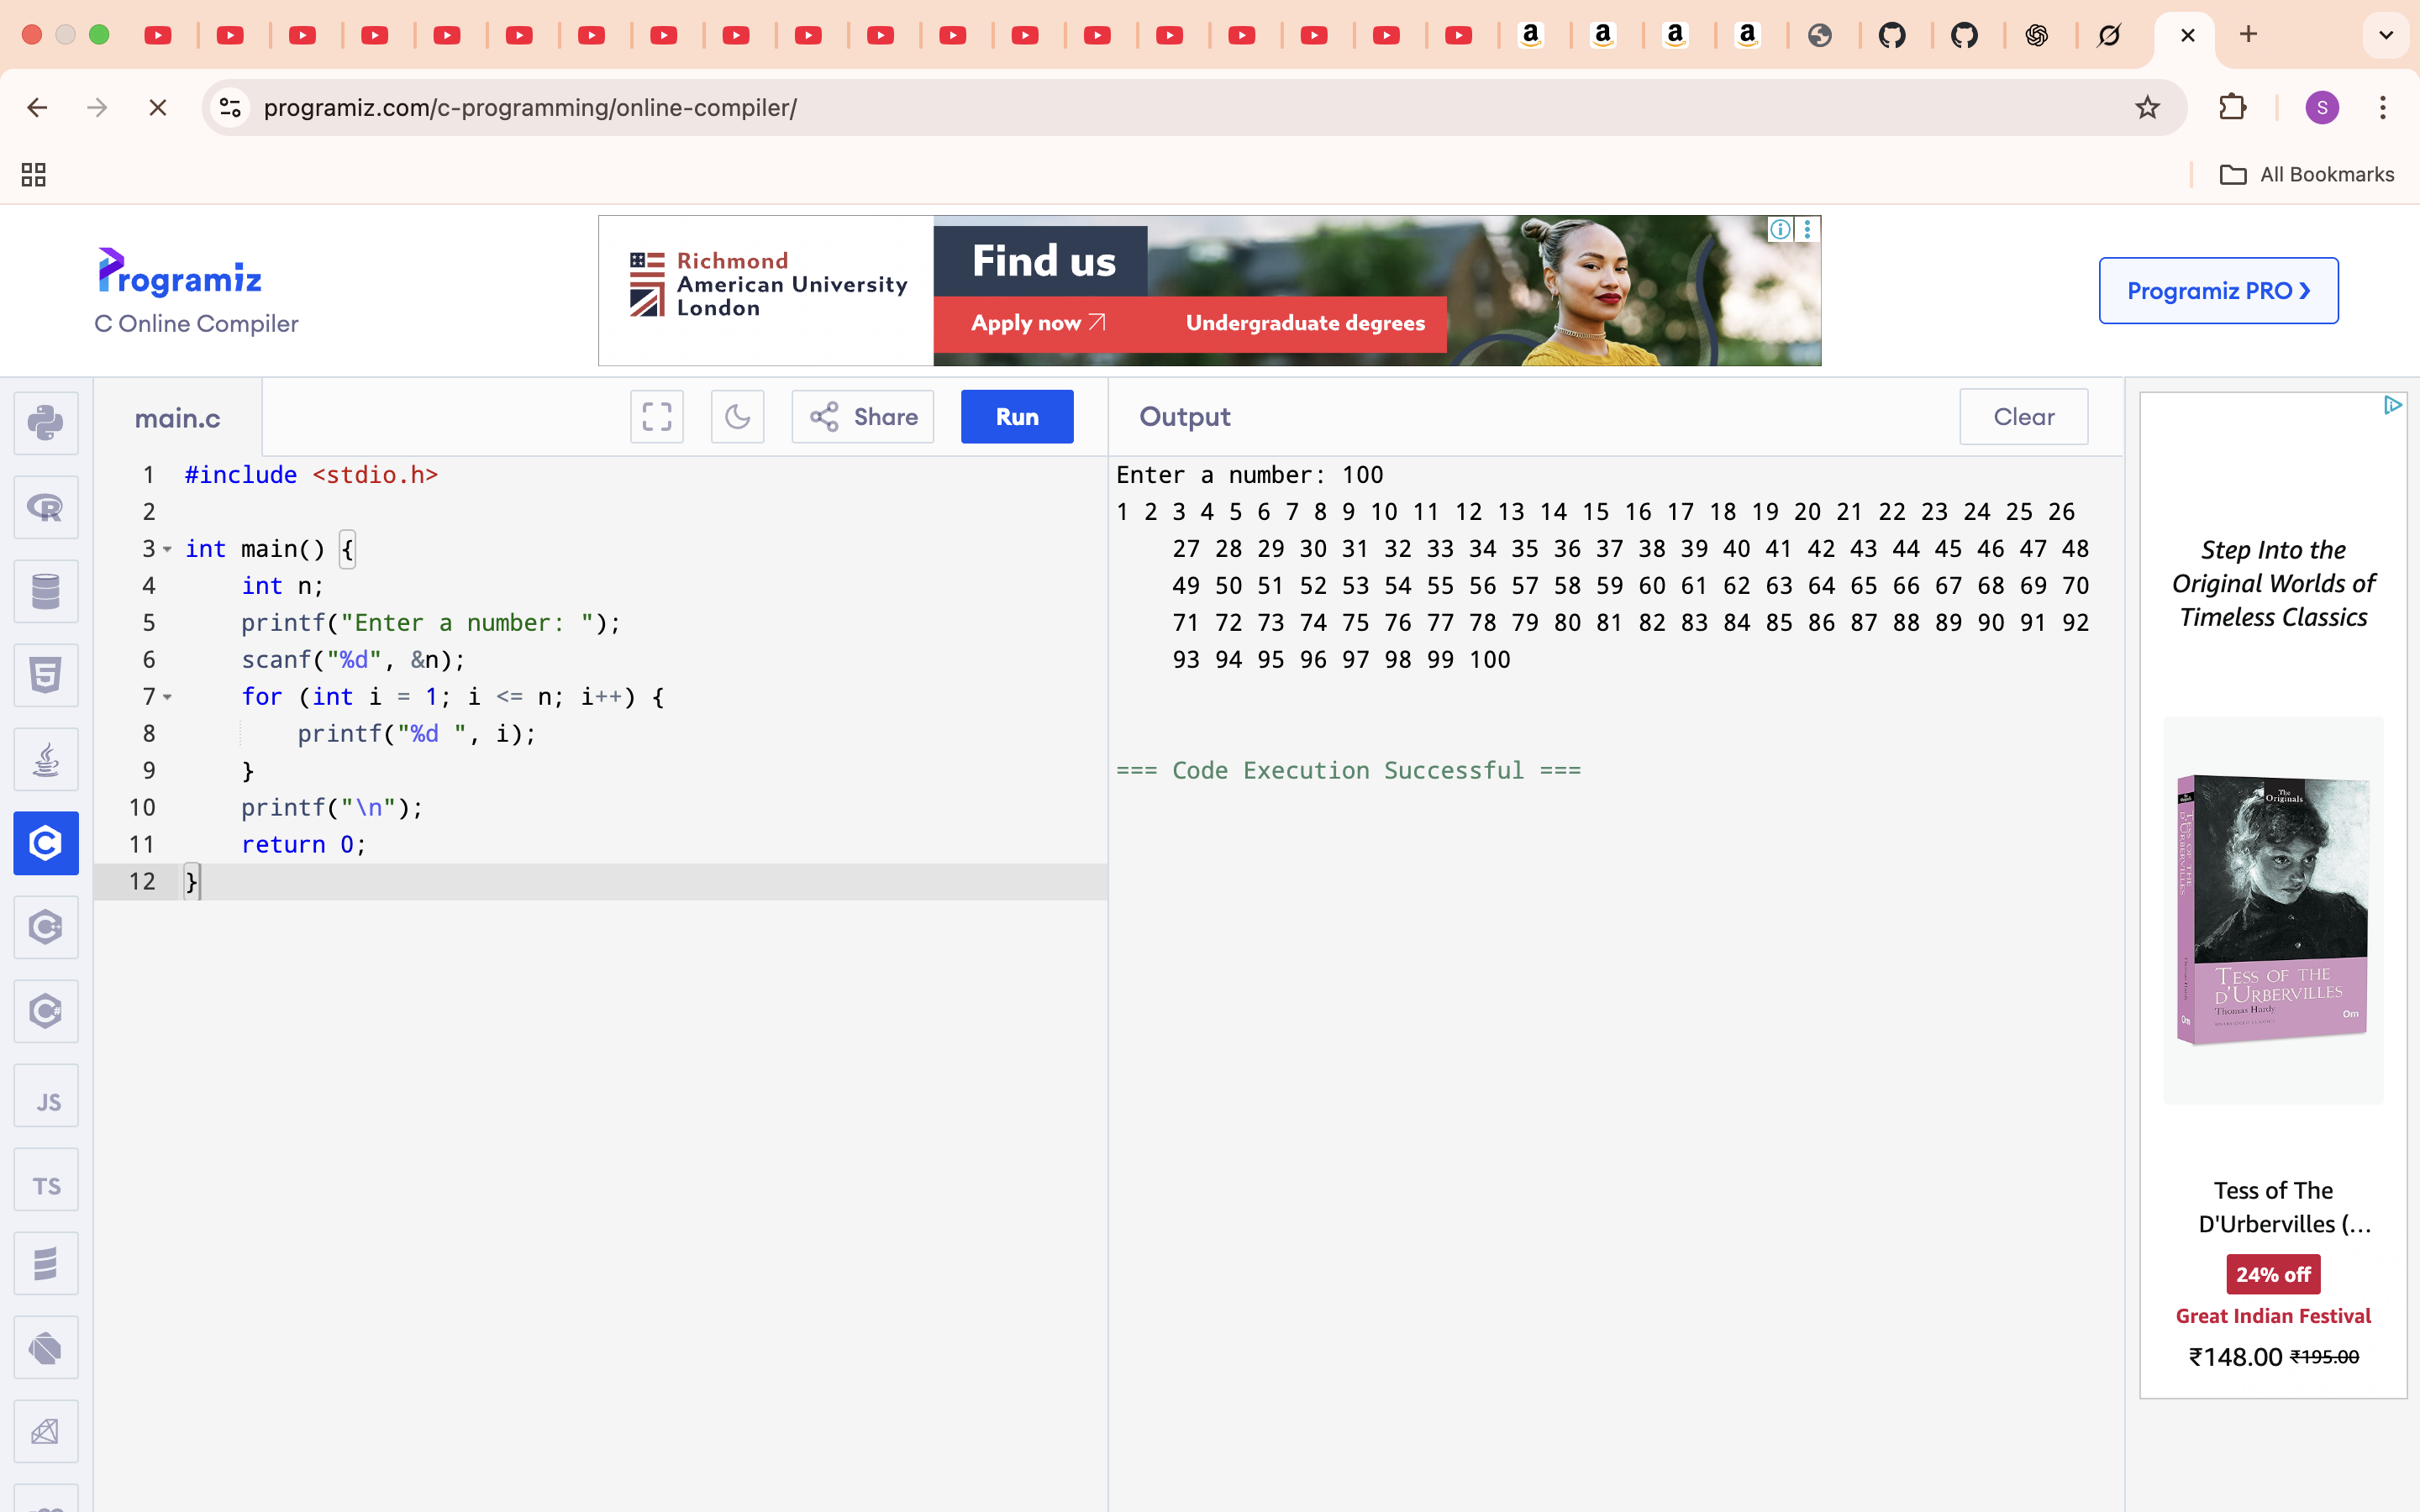 programiz.com/c-programming/online-compiler/
S
All Bookmarks
Programiz
C Online Compiler
Richmond
American University
London
Find us
Apply now
Undergraduate degrees
Programiz PRO ❯
main.c
Share
Run
Output
Clear
1 #include <stdio.h>
2
3 int main() {
4 int n;
5 printf("Enter a number: ");
6 scanf("%d", &n);
7 for (int i = 1; i <= n; i++) {
8 printf("%d ", i);
9 }
10 printf("\n");
11 return 0;
12 }
Enter a number: 100
1 2 3 4 5 6 7 8 9 10 11 12 13 14 15 16 17 18 19 20 21 22 23 24 25 26
27 28 29 30 31 32 33 34 35 36 37 38 39 40 41 42 43 44 45 46 47 48
49 50 51 52 53 54 55 56 57 58 59 60 61 62 63 64 65 66 67 68 69 70
71 72 73 74 75 76 77 78 79 80 81 82 83 84 85 86 87 88 89 90 91 92
93 94 95 96 97 98 99 100
=== Code Execution Successful ===
JS
TS
Step Into the
Original Worlds of
Timeless Classics
The
Originals
TESS OF THE
D'URBERVILLES
Thomas Hardy
Om
Om
Tess of The
D'Urbervilles (...
24% off
Great Indian Festival
₹148.00 ₹195.00